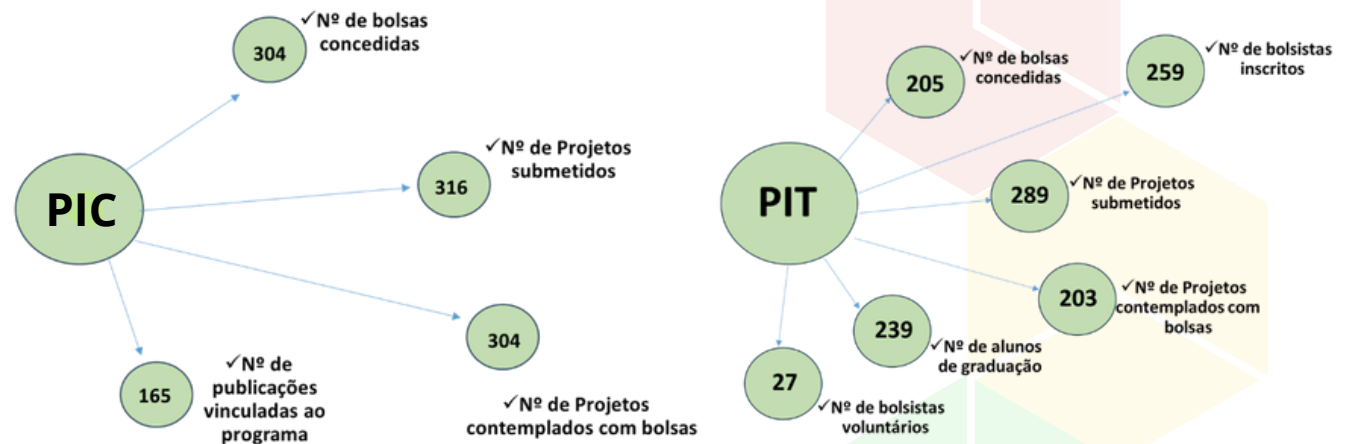 PIC
304
✓Nº de bolsas
concedidas
316
✓Nº de Projetos
submetidos
304
✓Nº de Projetos
contemplados com bolsas
165
✓Nº de
publicações
vinculadas ao
programa
PIT
205
✓Nº de bolsas
concedidas
259
✓Nº de bolsistas
inscritos
289
✓Nº de Projetos
submetidos
203
✓Nº de Projetos
contemplados com
bolsas
239
✓Nº de alunos
de graduação
27
✓Nº de bolsistas
voluntários